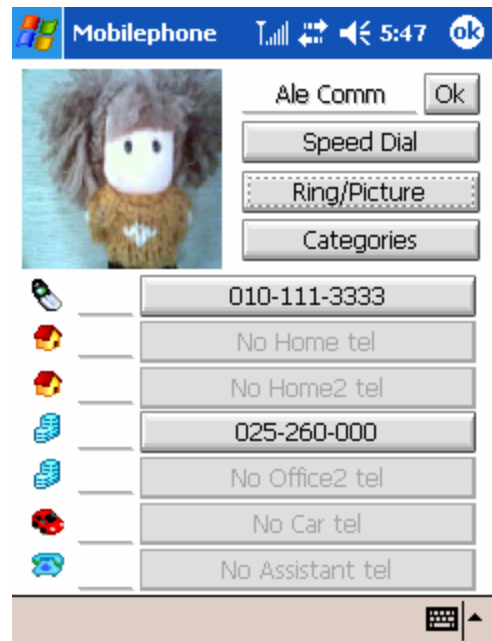 Mobilephone 5:47 ok
Ale Comm Ok
Speed Dial
Ring/Picture
Categories
010-111-3333
No Home tel
No Home2 tel
025-260-000
No Office2 tel
No Car tel
No Assistant tel